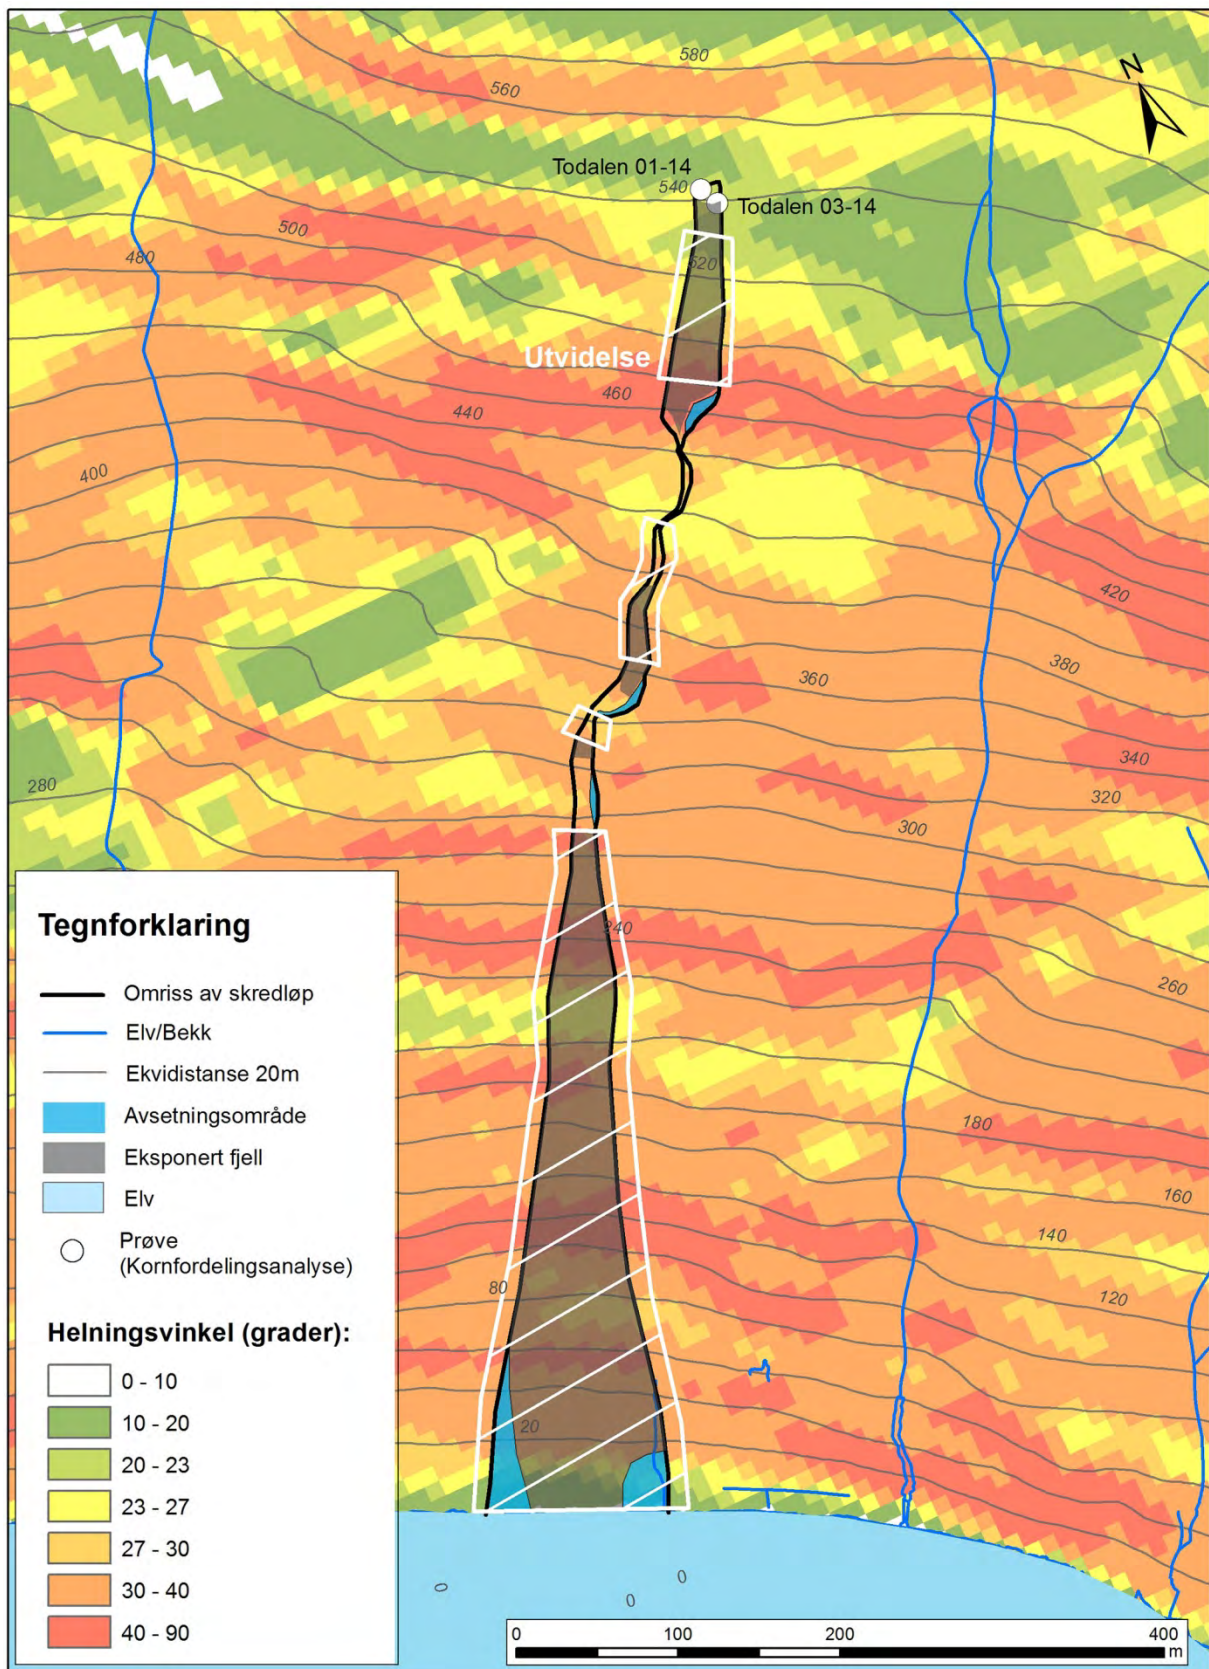 580
560
N
Todalen 01-14
540
Todalen 03-14
500
480
520
Utvidelse
460
440
400
420
380
360
340
280
320
300
240
260
180
160
140
120
80
20
0
0
0
Tegnforklaring
Omriss av skredløp
Elv/Bekk
Ekvidistanse 20m
Avsetningsområde
Eksponert fjell
Elv
Prøve
(Kornfordelingsanalyse)
Helningsvinkel (grader):
0 - 10
10 - 20
20 - 23
23 - 27
27 - 30
30 - 40
40 - 90
0 100 200 400
m